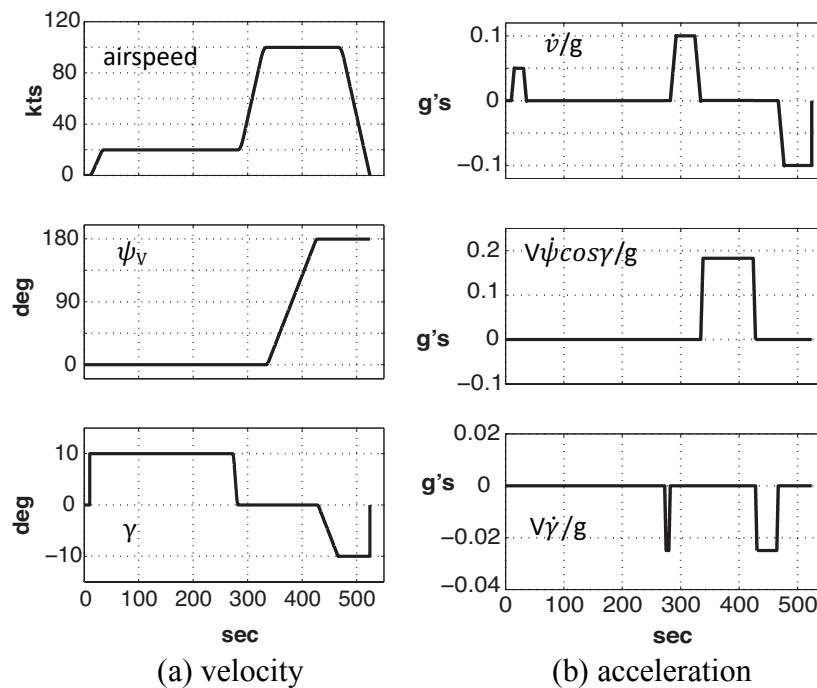 120
80
40
0
kts
airspeed
0.1
0
−0.1
g's
v̇/g
180
90
0
deg
ψ_V
0.2
0.1
0
−0.1
g's
Vψ̇cosγ/g
10
0
−10
deg
γ
0 100 200 300 400 500
sec
0.02
0
−0.02
−0.04
g's
Vγ̇/g
0 100 200 300 400 500
sec
(a) velocity
(b) acceleration